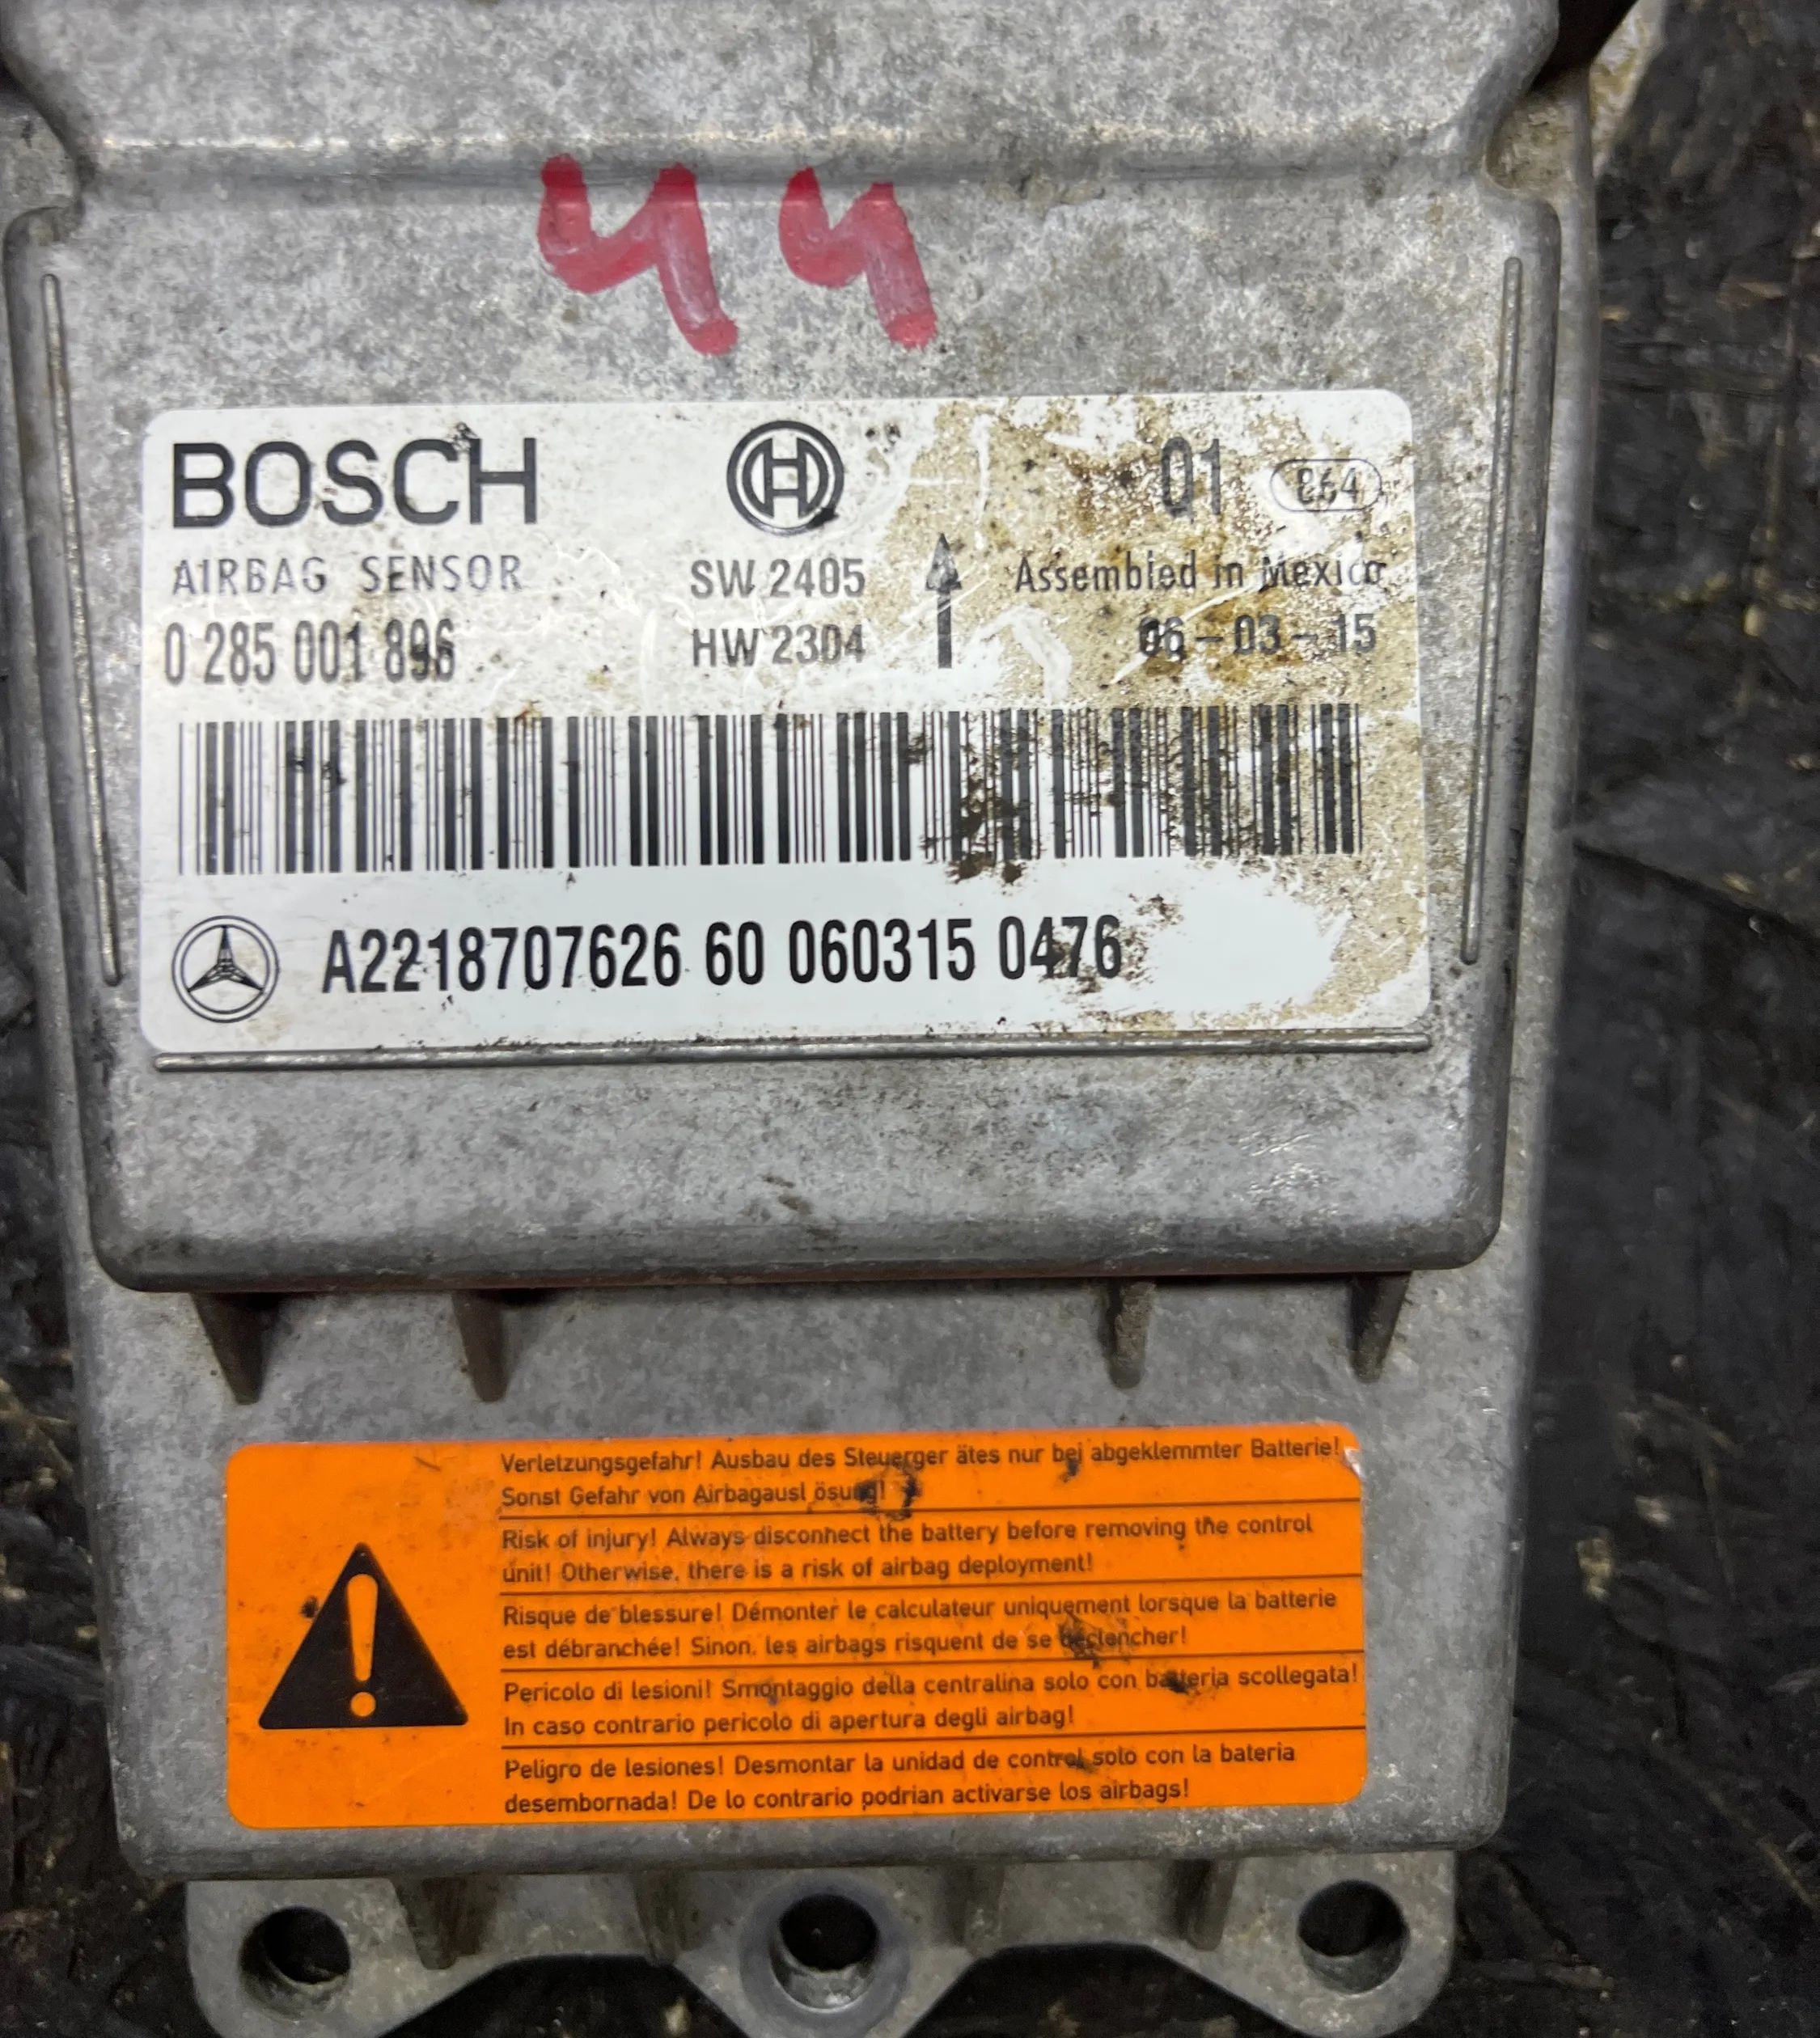 44
BOSCH
01 864
AIRBAG SENSOR SW 2405 Assembled in Mexico
0 285 001 896 HW 2304 06-03-15
A2218707626 60 060315 0476
Verletzungsgefahr! Ausbau des Steuerger ätes nur bei abgeklemmter Batterie!
Sonst Gefahr von Airbagausl ösung!
Risk of injury! Always disconnect the battery before removing the control
unit! Otherwise, there is a risk of airbag deployment!
Risque de blessure! Démonter le calculateur uniquement lorsque la batterie
est débranchée! Sinon, les airbags risquent de se déclencher!
Pericolo di lesioni! Smontaggio della centralina solo con batteria scollegata!
In caso contrario pericolo di apertura degli airbag!
Peligro de lesiones! Desmontar la unidad de control solo con la bateria
desembornada! De lo contrario podrian activarse los airbags!